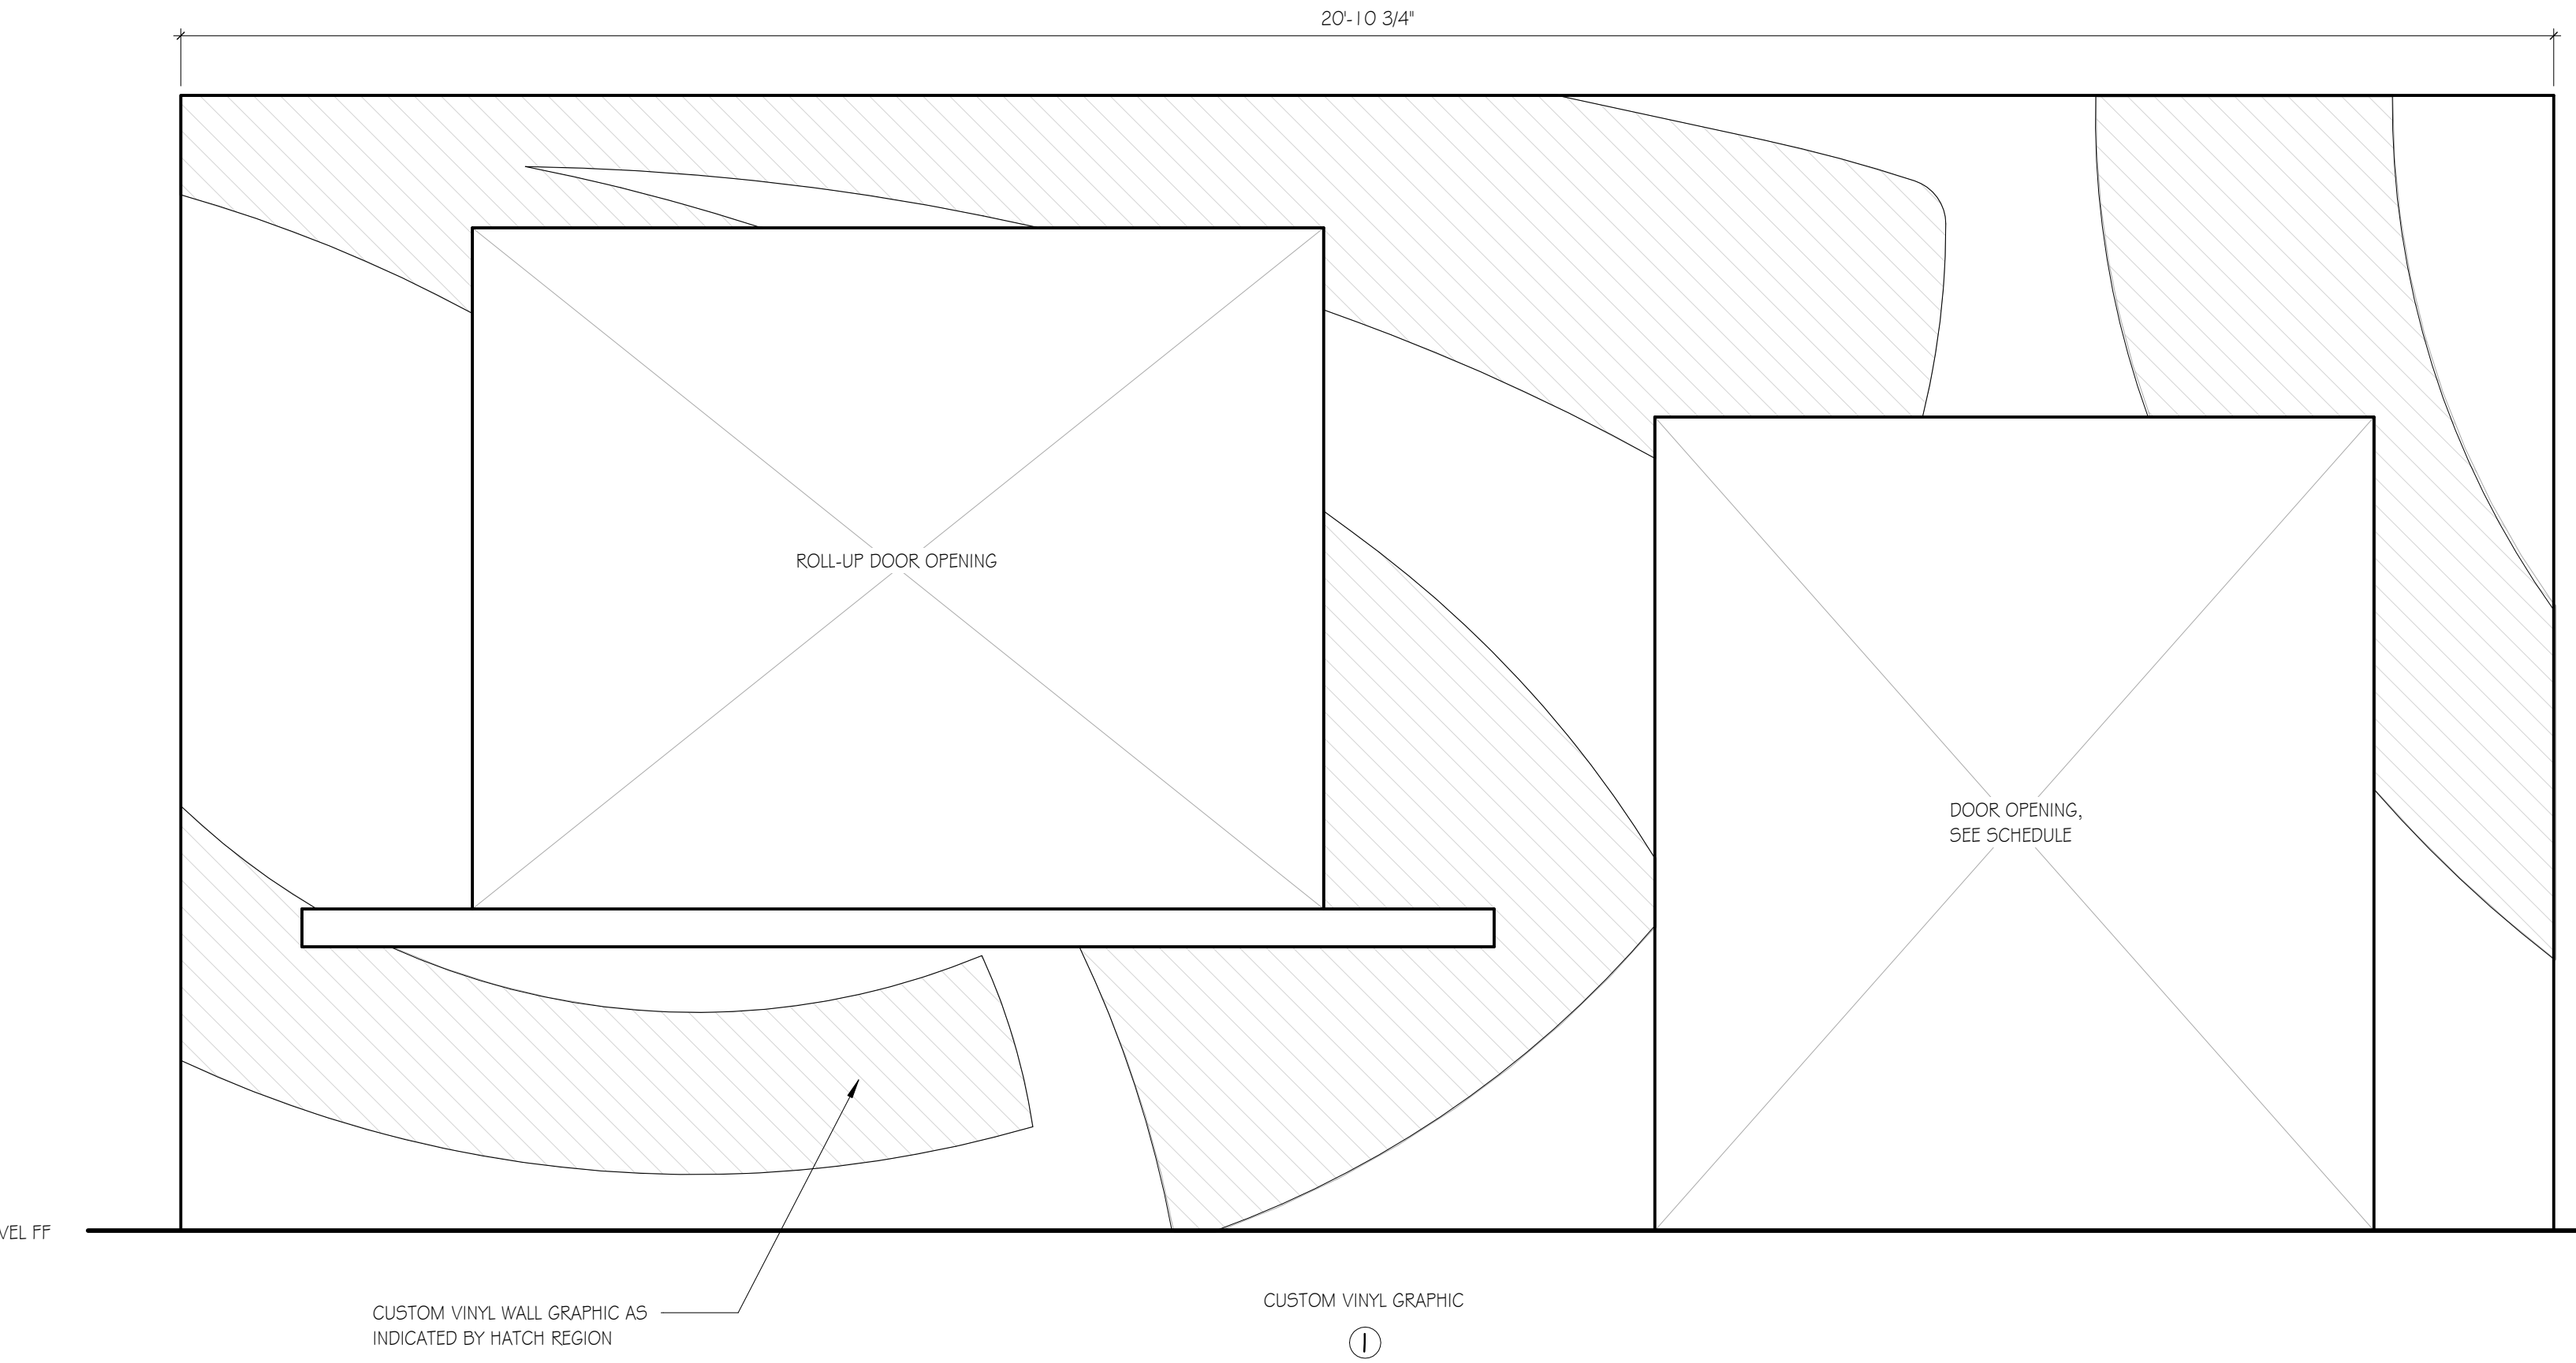 20'-10 3/4"
ROLL-UP DOOR OPENING
DOOR OPENING,
SEE SCHEDULE
VEL FF
CUSTOM VINYL WALL GRAPHIC AS
INDICATED BY HATCH REGION
CUSTOM VINYL GRAPHIC
1